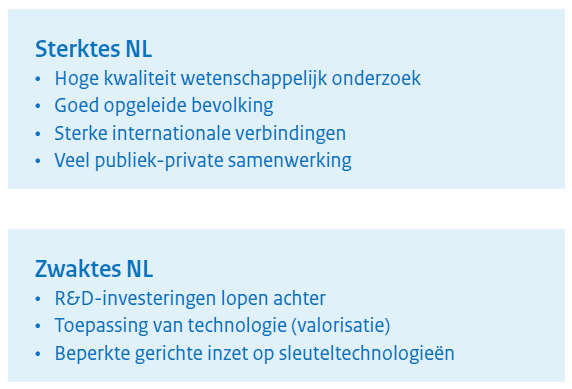 Sterktes NL
• Hoge kwaliteit wetenschappelijk onderzoek
• Goed opgeleide bevolking
• Sterke internationale verbindingen
• Veel publiek-private samenwerking
Zwaktes NL
• R&D-investeringen lopen achter
• Toepassing van technologie (valorisatie)
• Beperkte gerichte inzet op sleuteltechnologieën